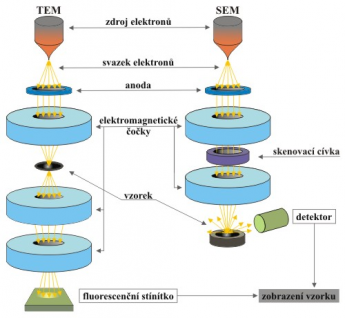 TEM
SEM
zdroj elektronů
svazek elektronů
anoda
elektromagnetické
čočky
skenovací cívka
vzorek
detektor
fluorescenční stínítko
zobrazení vzorku